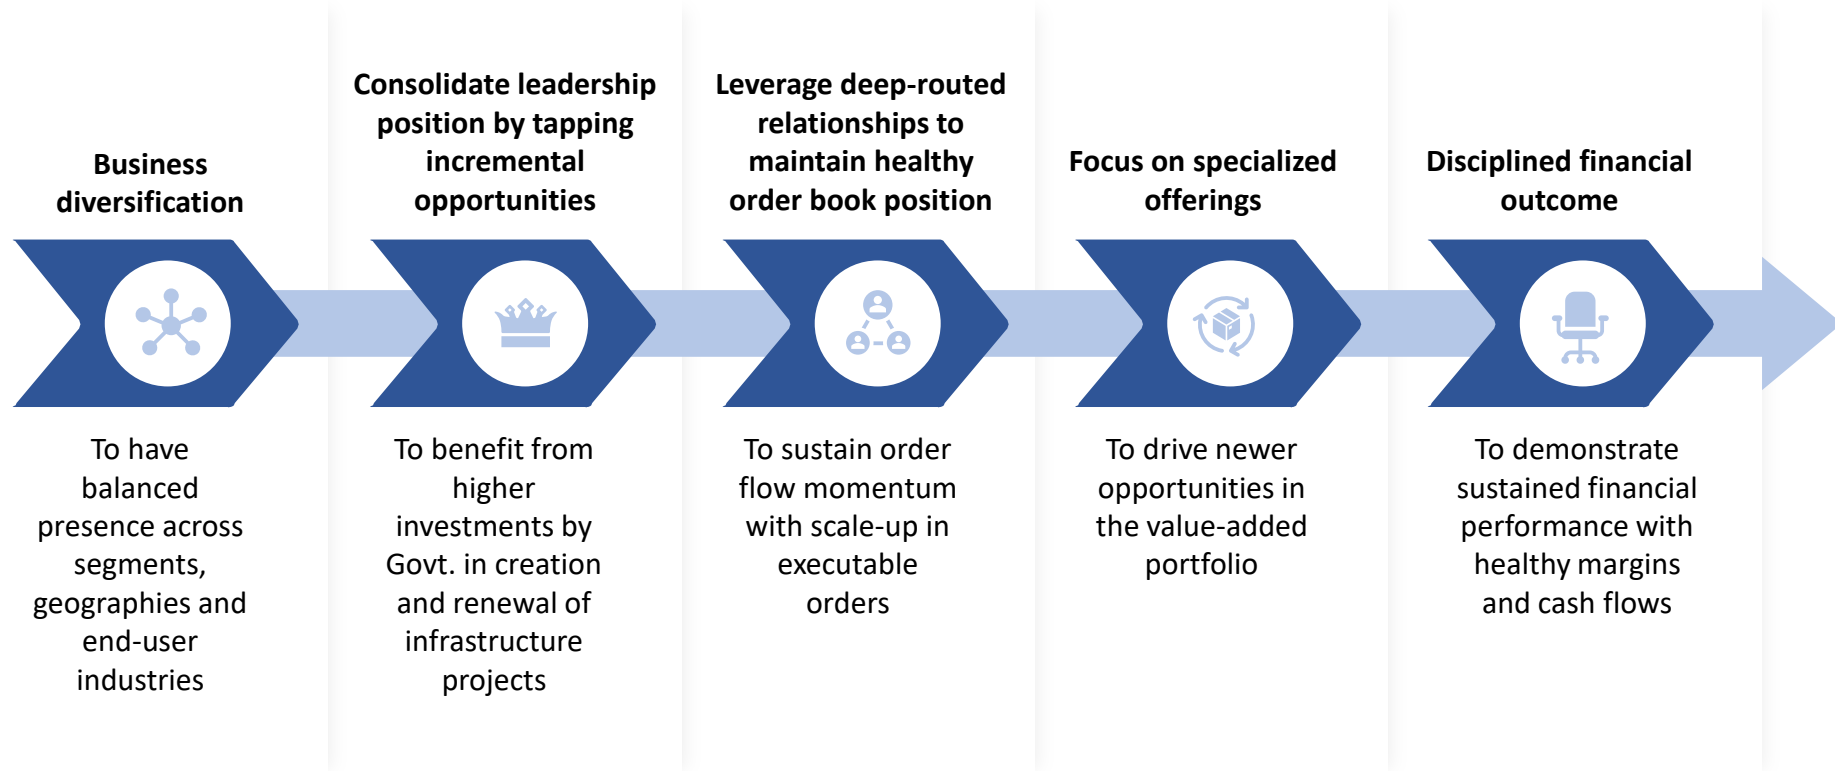 Business
diversification
To have
balanced
presence across
segments,
geographies and
end-user
industries
Consolidate leadership
position by tapping
incremental
opportunities
To benefit from
higher
investments by
Govt. in creation
and renewal of
infrastructure
projects
Leverage deep-routed
relationships to
maintain healthy
order book position
To sustain order
flow momentum
with scale-up in
executable
orders
Focus on specialized
offerings
To drive newer
opportunities in
the value-added
portfolio
Disciplined financial
outcome
To demonstrate
sustained financial
performance with
healthy margins
and cash flows